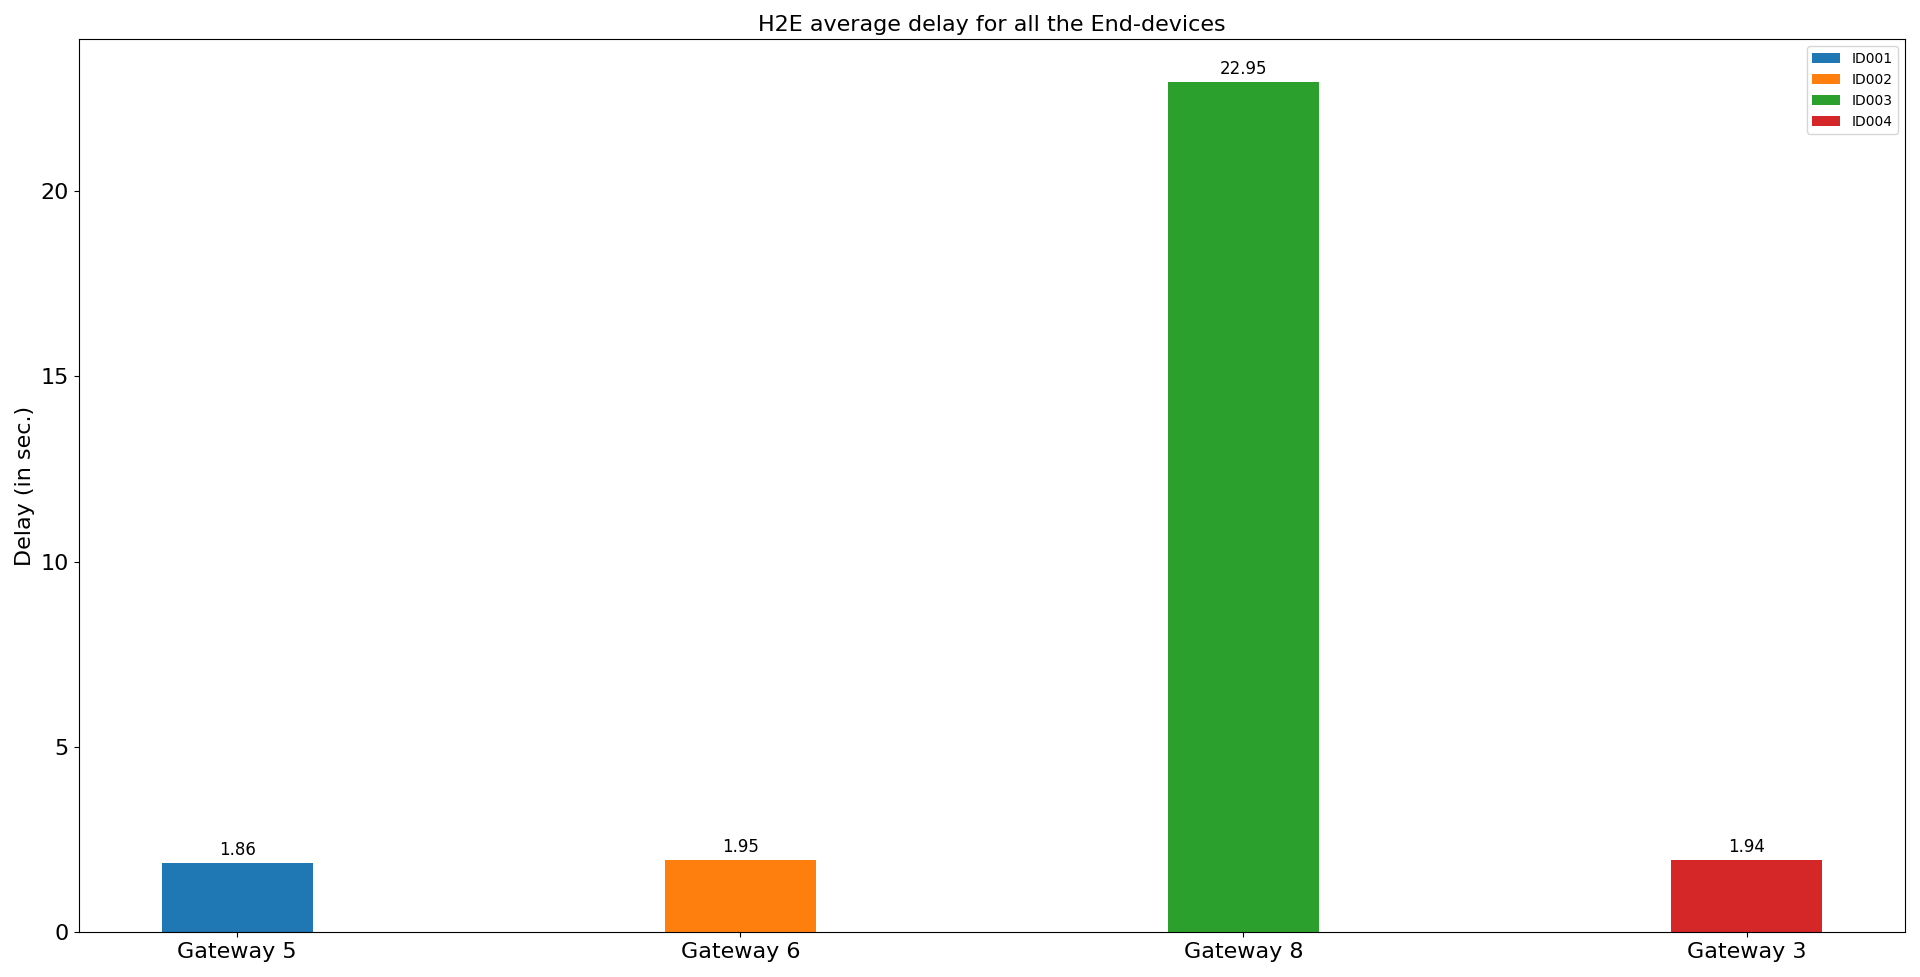 H2E average delay for all the End-devices
22.95
ID001
ID002
ID003
ID004
20
15
10
5
0
Delay (in sec.)
1.86
1.95
1.94
Gateway 5
Gateway 6
Gateway 8
Gateway 3